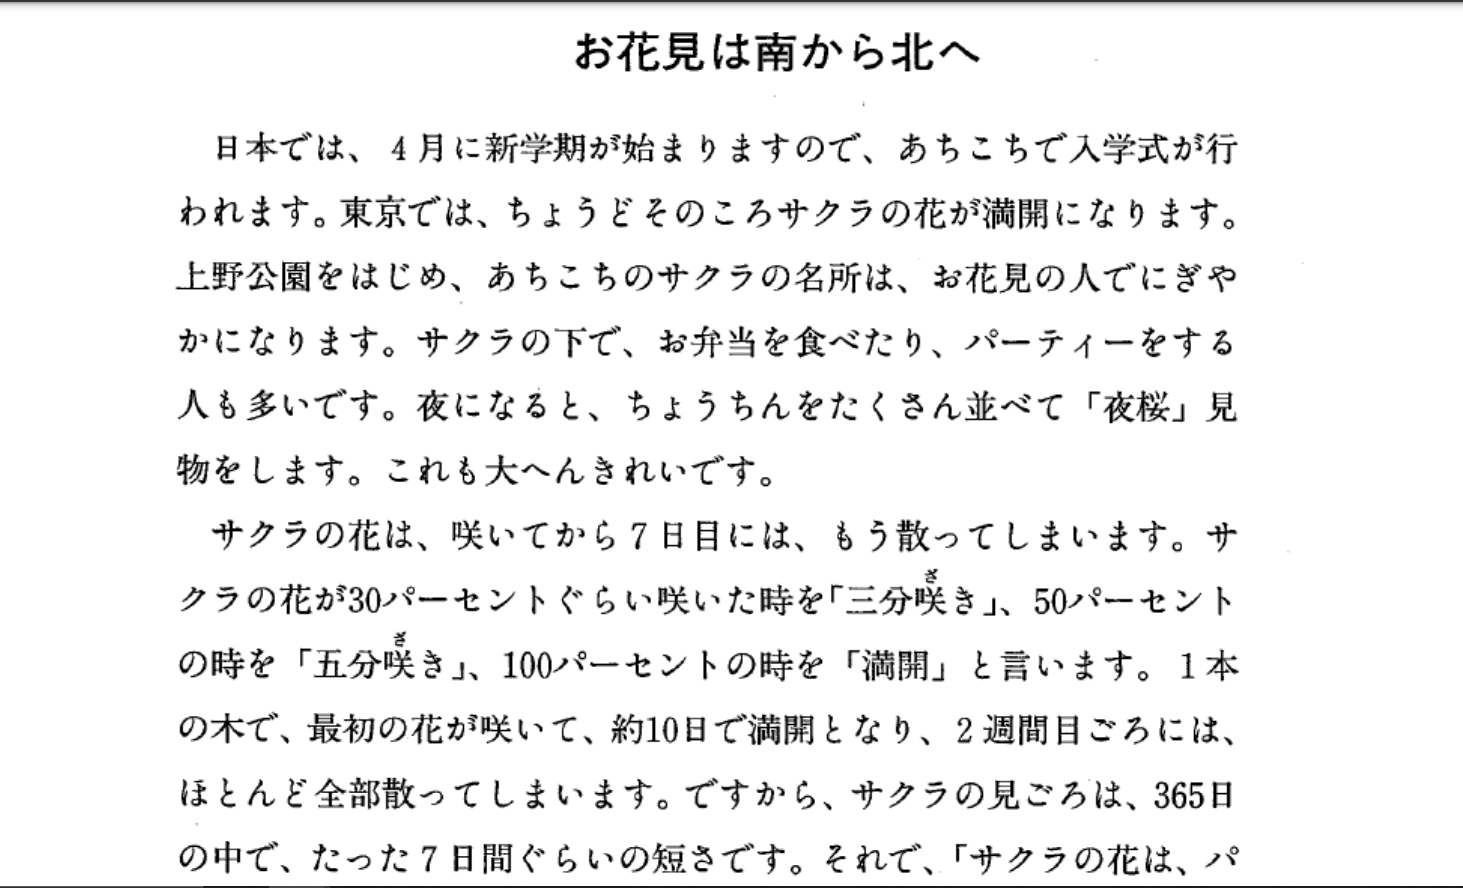 お花見は南から北へ
日本では、4月に新学期が始まりますので、あちこちで入学式が行
われます。東京では、ちょうどそのころサクラの花が満開になります。
上野公園をはじめ、あちこちのサクラの名所は、お花見の人でにぎや
かになります。サクラの下で、お弁当を食べたり、パーティーをする
人も多いです。夜になると、ちょうちんをたくさん並べて「夜桜」見
物をします。これも大へんきれいです。
サクラの花は、咲いてから7日目には、もう散ってしまいます。サ
ざ
クラの花が30パーセントぐらい咲いた時を「三分咲き」、50パーセント
ざ
の時を「五分咲き」、100パーセントの時を「満開」と言います。1本
の木で、最初の花が咲いて、約10日で満開となり、2週間目ごろには、
ほとんど全部散ってしまいます。ですから、サクラの見ごろは、365日
の中で、たった7日間ぐらいの短さです。それで、「サクラの花は、パ